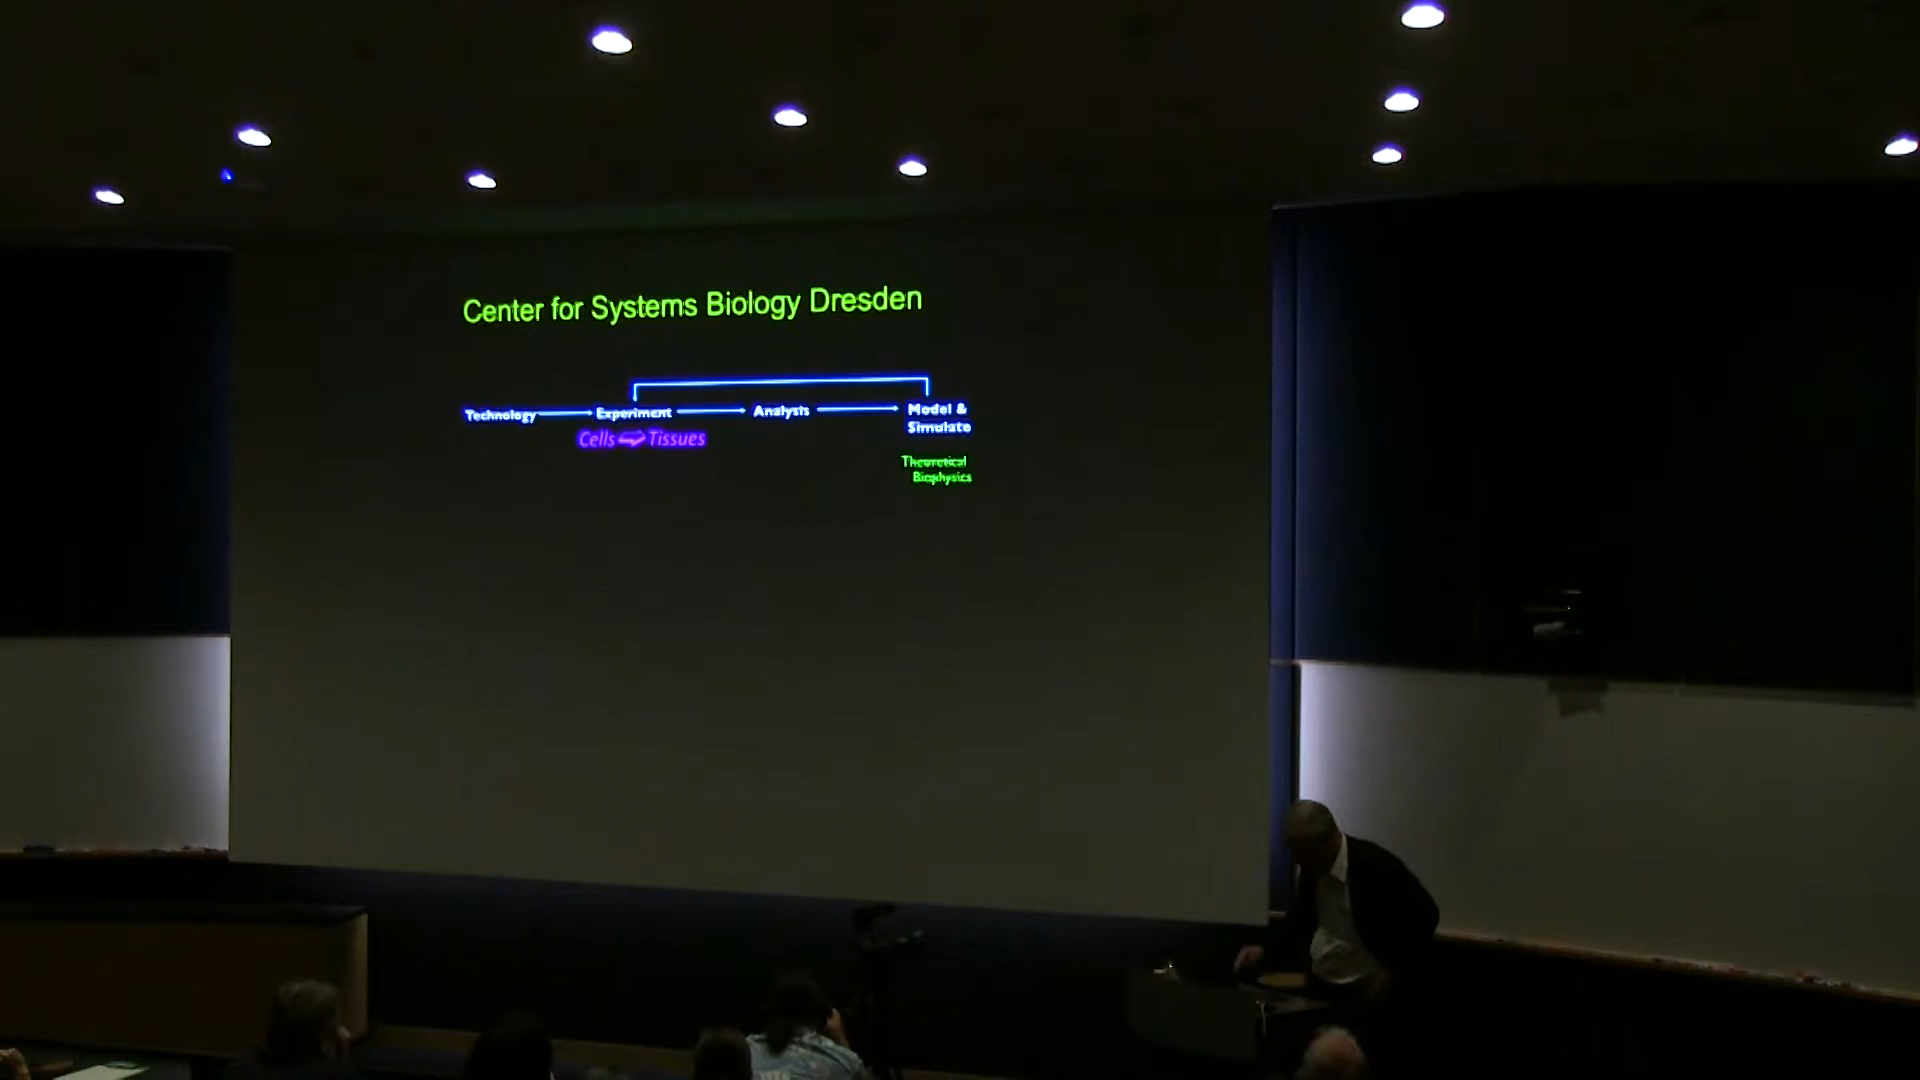 Center for Systems Biology Dresden
Technology Experiment Analysis Model &
Simulate
Cells Tissues
Theoretical
Biophysics